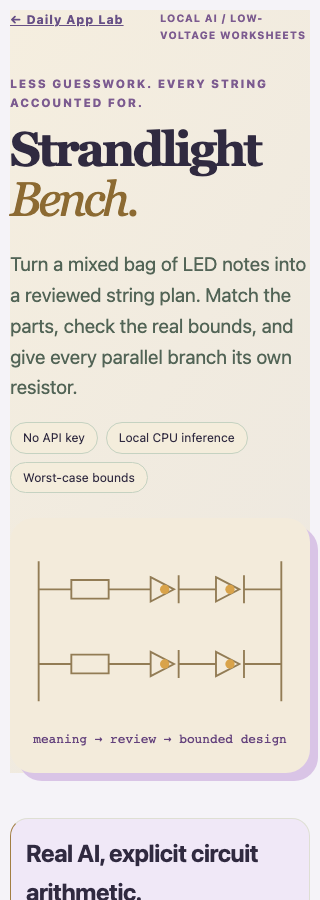 ← Daily App Lab
LOCAL AI / LOW-
VOLTAGE WORKSHEETS
LESS GUESSWORK. EVERY STRING
ACCOUNTED FOR.
Strandlight
Bench.
Turn a mixed bag of LED notes into
a reviewed string plan. Match the
parts, check the real bounds, and
give every parallel branch its own
resistor.
No API key
Local CPU inference
Worst-case bounds
meaning → review → bounded design
Real AI, explicit circuit
arithmetic.